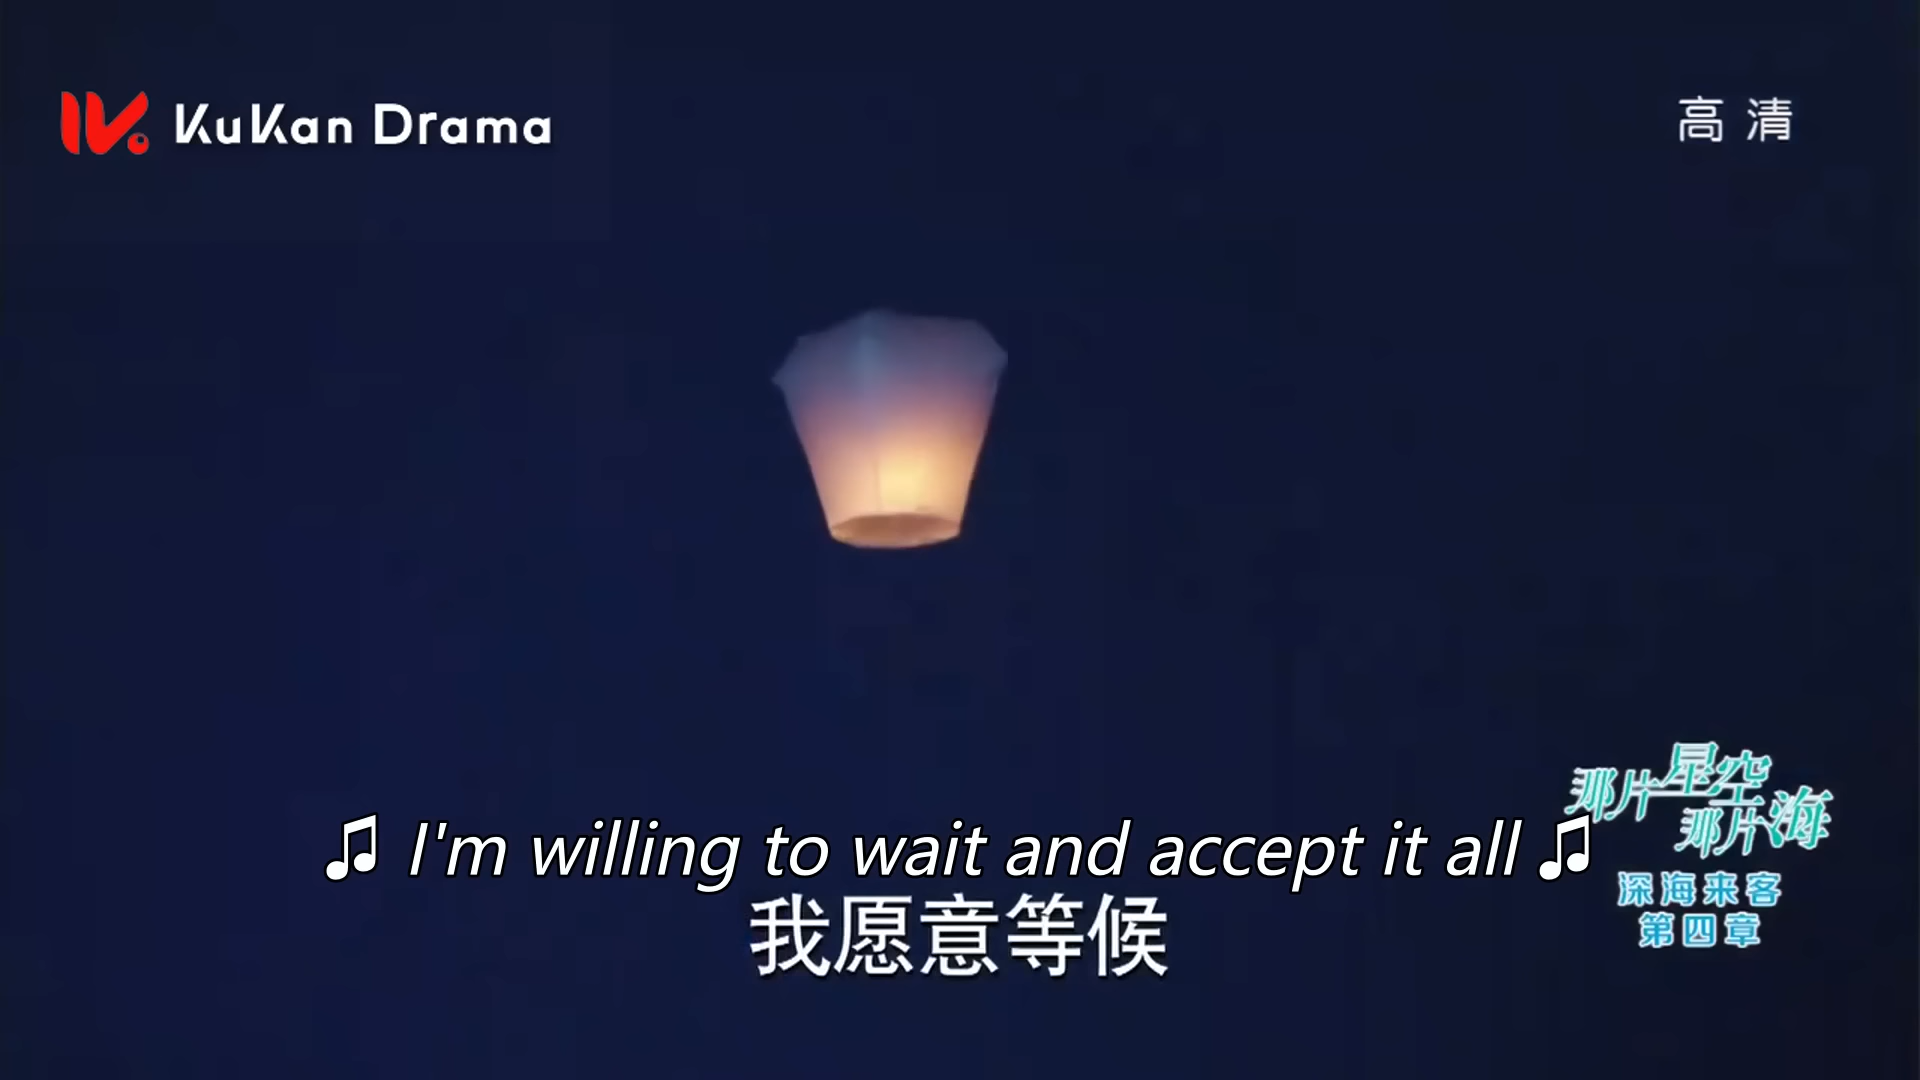 KuKan Drama
高清
那片星空
那片海
♫ I'm willing to wait and accept it all ♫
深海来客
第四章
我愿意等候